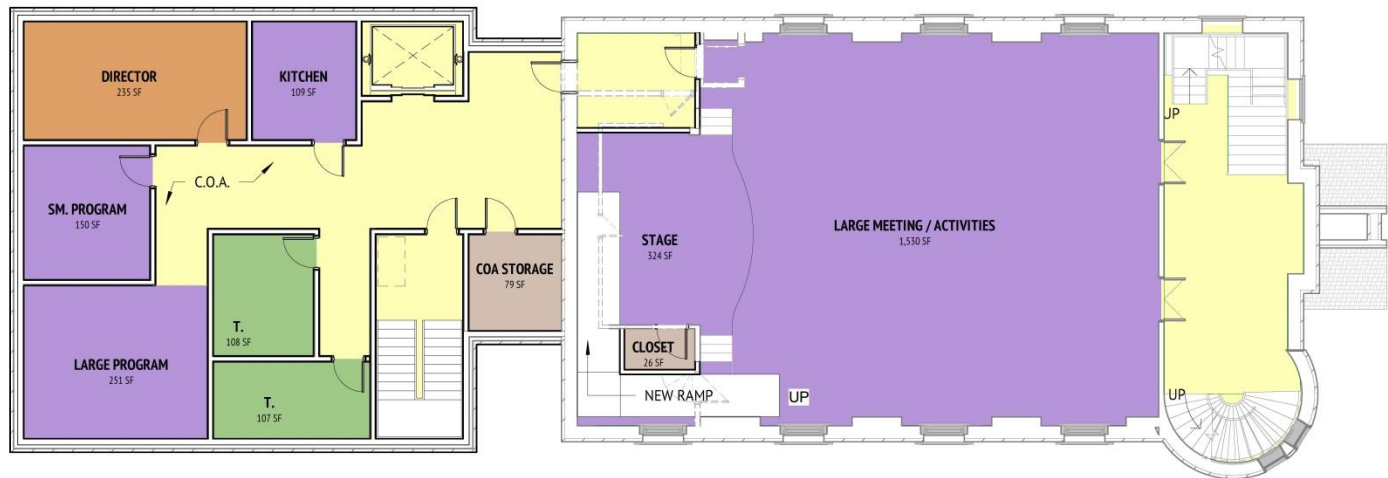 DIRECTOR
235 SF
KITCHEN
109 SF
UP
C.O.A.
SM. PROGRAM
150 SF
LARGE MEETING / ACTIVITIES
1,530 SF
STAGE
324 SF
COA STORAGE
79 SF
T.
108 SF
CLOSET
26 SF
LARGE PROGRAM
251 SF
NEW RAMP
UP
UP
T.
107 SF